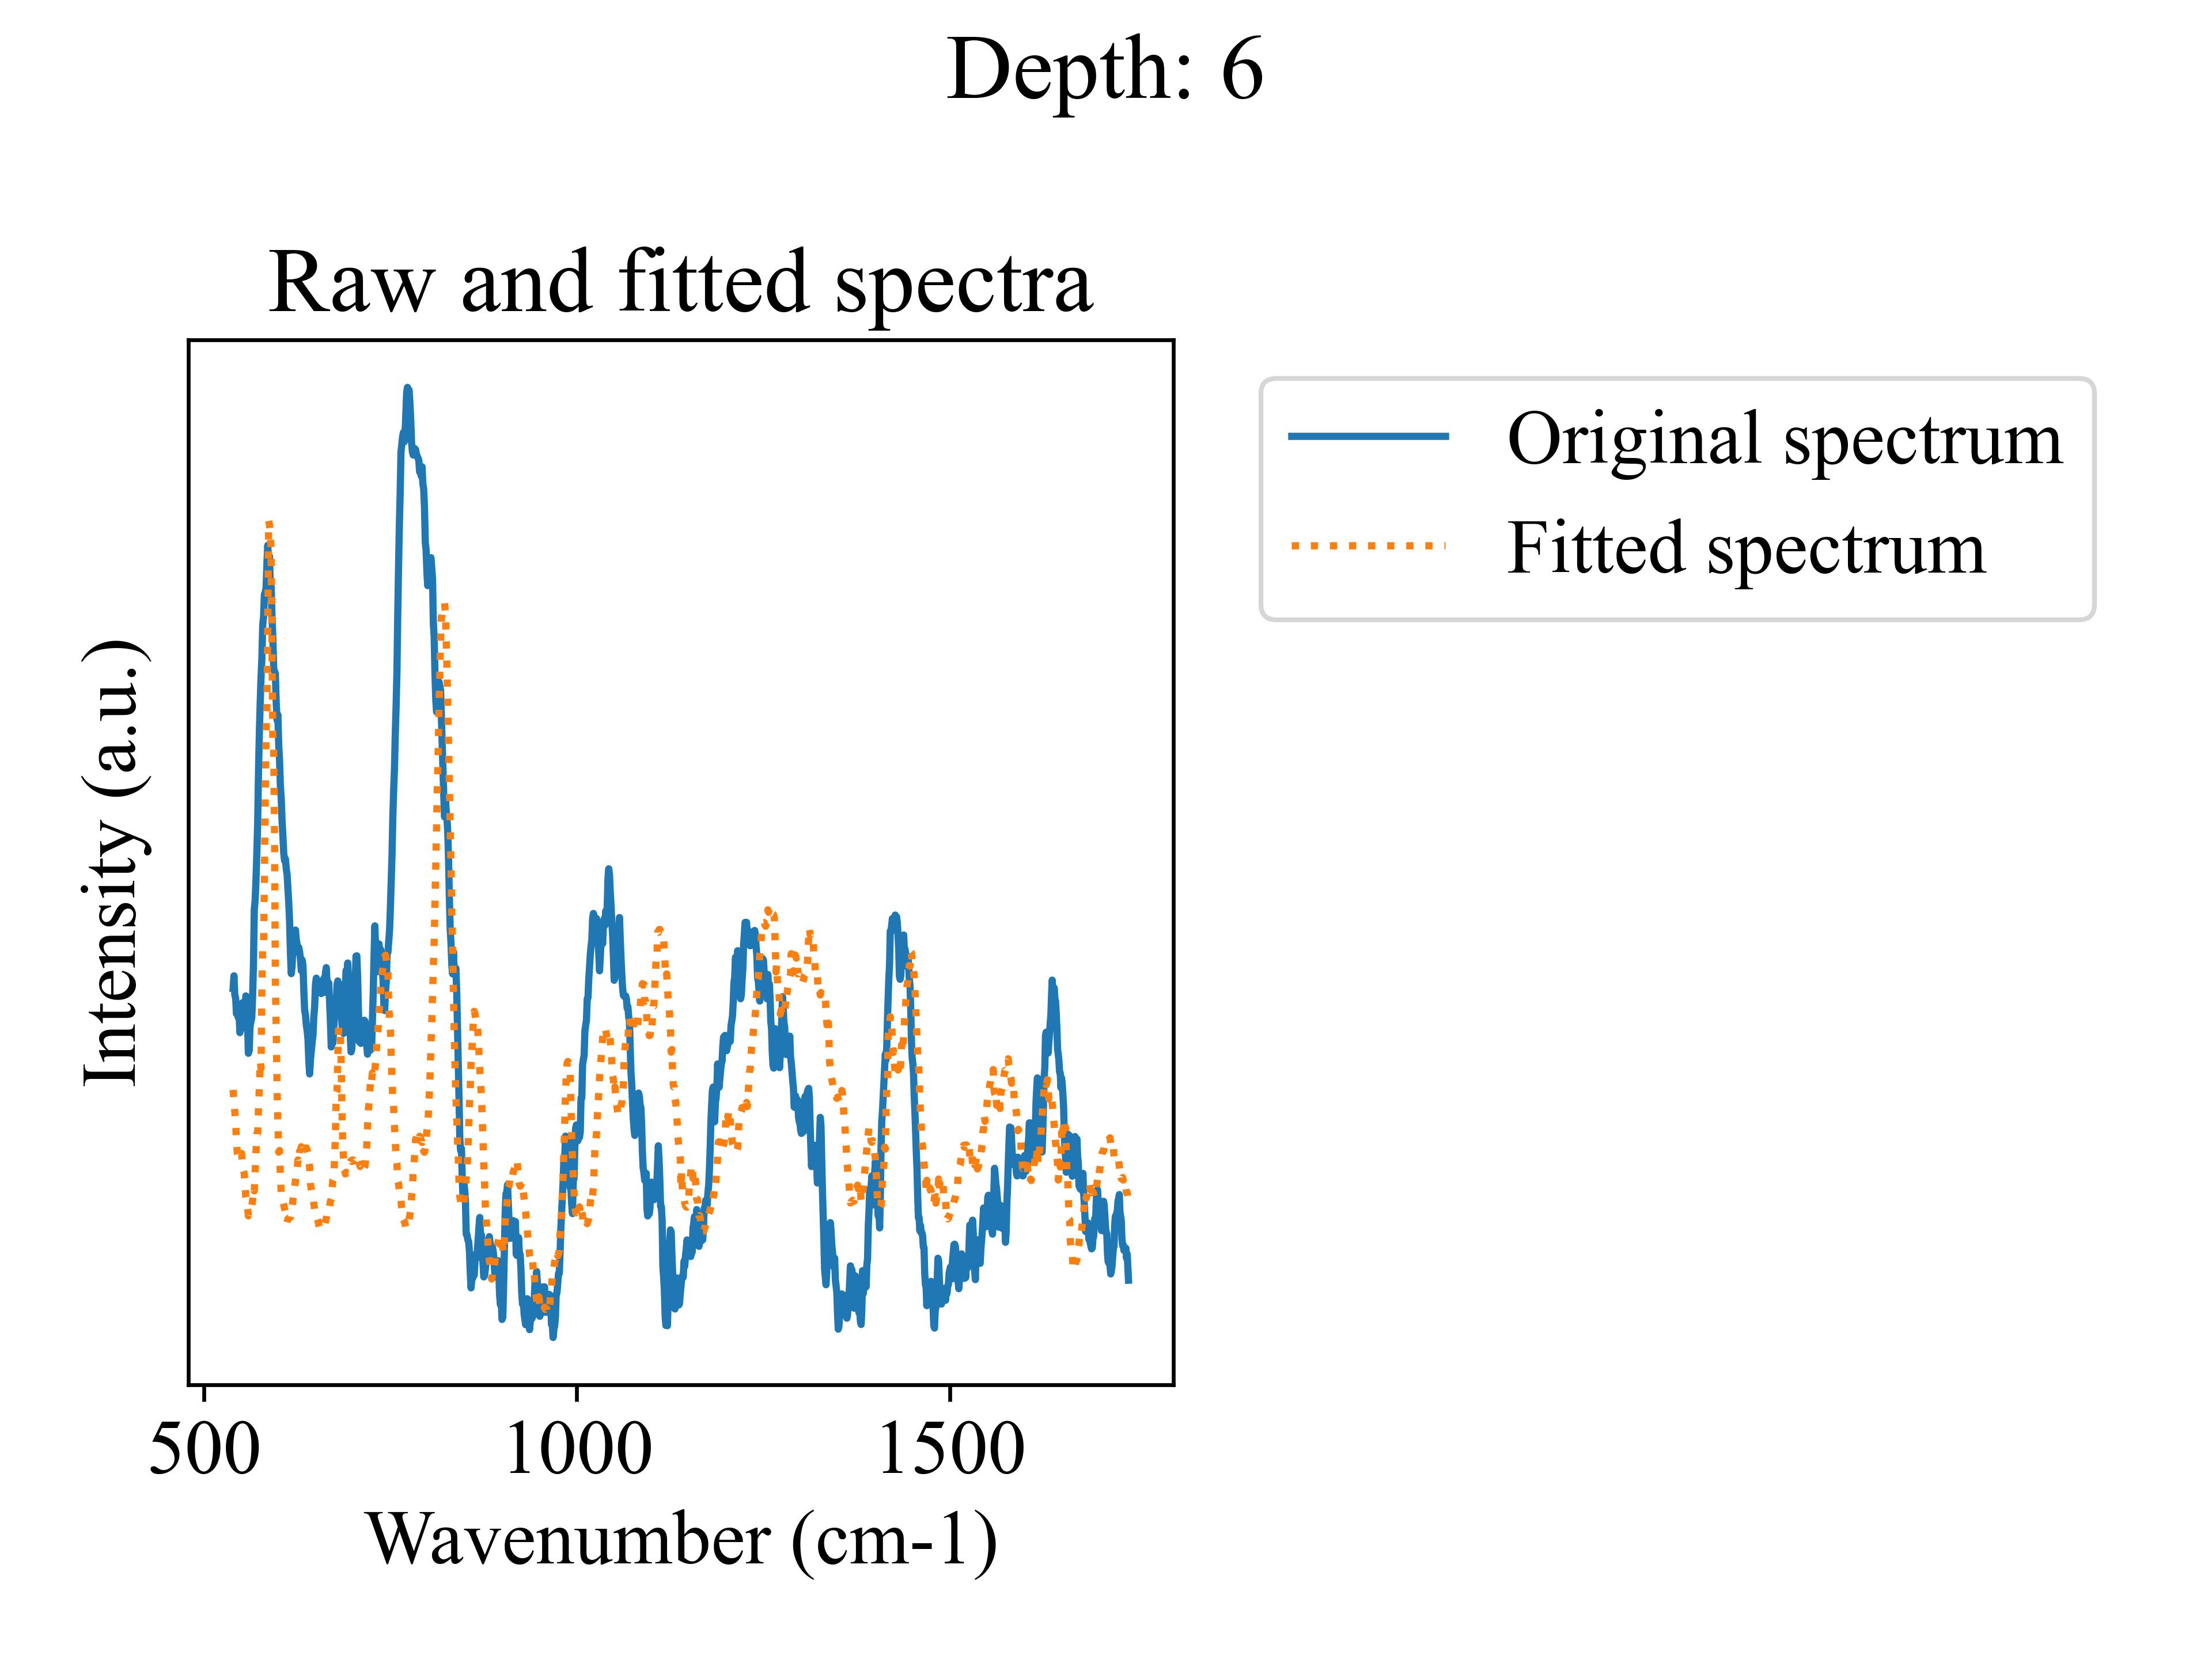 Depth: 6
Raw and fitted spectra
Original spectrum
Fitted spectrum
Intensity (a.u.)
500 1000 1500
Wavenumber (cm-1)